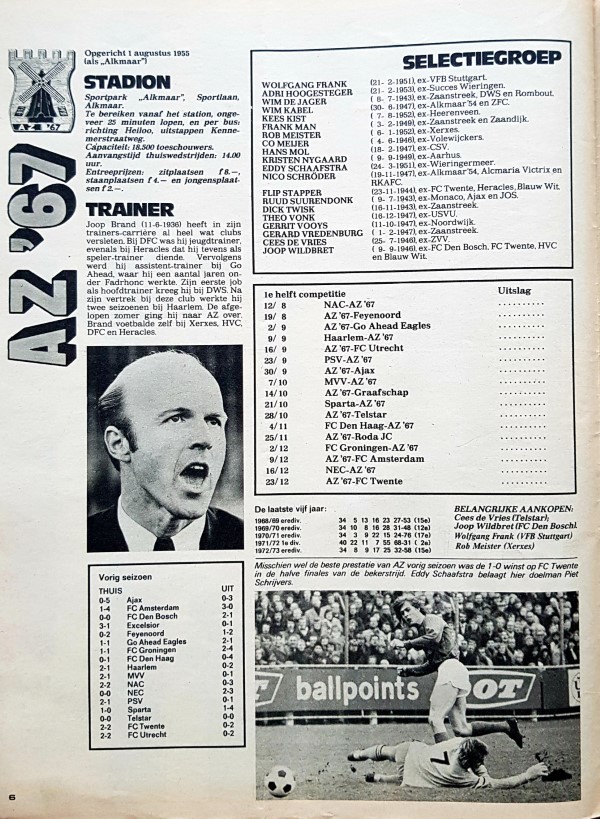 AZ '67
AZ '67
Opgericht 1 augustus 1955
(als „Alkmaar")
STADION
Sportpark „Alkmaar", Sportlaan,
Alkmaar.
Te bereiken vanaf het station, onge-
veer 25 minuten lopen, en per bus:
richting Heiloo, uitstappen Kenne-
merstraatweg.
Capaciteit: 18.500 toeschouwers.
Aanvangstijd thuiswedstrijden: 14.00
uur.
Entreeprijzen: zitplaatsen f 8.—,
staanplaatsen f 4.— en jongensplaat-
sen f 2.—.
TRAINER
Joop Brand (11-6-1936) heeft in zijn
trainers-carrière al heel wat clubs
versleten. Bij DFC was hij jeugdtrainer,
evenals bij Heracles dat hij tevens als
speler-trainer diende. Vervolgens
werd hij assistent-trainer bij Go
Ahead, waar hij een aantal jaren on-
der Fadrhonc werkte. Zijn eerste job
als hoofdtrainer kreeg hij bij DWS. Na
zijn vertrek bij deze club werkte hij
twee seizoenen bij Haarlem. De afge-
lopen zomer ging hij naar AZ over.
Brand voetbalde zelf bij Xerxes, HVC,
DFC en Heracles.
Vorig seizoen
THUIS UIT
0-5 Ajax 0-3
1-4 FC Amsterdam 3-0
0-0 FC Den Bosch 2-1
3-1 Excelsior 0-1
0-2 Feyenoord 1-2
1-1 Go Ahead Eagles 2-1
1-1 FC Groningen 2-4
0-1 FC Den Haag 0-4
2-1 Haarlem 0-2
2-1 MVV 0-1
2-2 NAC 0-3
0-0 NEC 2-3
2-1 PSV 0-1
1-0 Sparta 1-4
0-0 Telstar 0-0
2-2 FC Twente 0-2
2-2 FC Utrecht 0-2
SELECTIEGROEP
WOLFGANG FRANK (21- 2-1951), ex-VFB Stuttgart.
ADRI HOOGESTEGER (21- 2-1953), ex-Succes Wieringen.
WIM DE JAGER ( 8- 7-1943), ex-Zaanstreek, DWS en Rombout.
WIM KABEL (30- 6-1947), ex-Alkmaar'54 en ZFC.
KEES KIST ( 7- 8-1952), ex-Heerenveen.
FRANK MAN ( 3- 2-1949), ex-Zaanstreek en Zaandijk.
ROB MEISTER ( 6- 1-1952), ex-Xerxes.
CO MEIJER ( 4- 6-1946), ex-Volewijckers.
HANS MOL (18- 2-1947), ex-CSV.
KRISTEN NYGAARD ( 9- 9-1949), ex-Aarhus.
EDDY SCHAAFSTRA (24- 3-1951), ex-Wieringermeer.
NICO SCHRÖDER (19-11-1947), ex-Alkmaar'54, Alcmaria Victrix en
RKAFC.
FLIP STAPPER (23-11-1944), ex-FC Twente, Heracles, Blauw Wit.
RUUD SUURENDONK ( 9- 7-1943), ex-Monaco, Ajax en JOS.
DICK TWISK (16-11-1943), ex-Zaanstreek.
THEO VONK (16-12-1947), ex-USVU.
GERRIT VOOYS (11-10-1947), ex-Noordwijk.
GERARD VREDENBURG ( 1- 2-1947), ex-Zaanstreek.
CEES DE VRIES (25- 7-1946), ex-ZVV.
JOOP WILDBRET ( 9- 9-1946), ex-FC Den Bosch, FC Twente, HVC
en Blauw Wit.
1e helft competitie Uitslag
12/ 8 NAC-AZ '67 ..........
19/ 8 AZ '67-Feyenoord ..........
2/ 9 AZ '67-Go Ahead Eagles ..........
9/ 9 Haarlem-AZ '67 ..........
16/ 9 AZ '67-FC Utrecht ..........
23/ 9 PSV-AZ '67 ..........
30/ 9 AZ '67-Ajax ..........
7/10 MVV-AZ '67 ..........
14/10 AZ '67-Graafschap ..........
21/10 Sparta-AZ '67 ..........
28/10 AZ '67-Telstar ..........
4/11 FC Den Haag-AZ '67 ..........
25/11 AZ '67-Roda JC ..........
2/12 FC Groningen-AZ '67 ..........
9/12 AZ '67-FC Amsterdam ..........
16/12 NEC-AZ '67 ..........
23/12 AZ '67-FC Twente ..........
De laatste vijf jaar:
1968/69 erediv. 34 5 13 16 23 27-53 (15e)
1969/70 erediv. 34 10 8 16 28 31-48 (12e)
1970/71 erediv. 34 3 9 22 15 24-76 (17e)
1971/72 1e div. 40 22 11 7 55 68-31 ( 2e)
1972/73 erediv. 34 8 9 17 25 32-58 (15e)
BELANGRIJKE AANKOPEN:
Cees de Vries (Telstar);
Joop Wildbret (FC Den Bosch).
Wolfgang Frank (VFB Stuttgart)
Rob Meister (Xerxes)
Misschien wel de beste prestatie van AZ vorig seizoen was de 1-0 winst op FC Twente
in de halve finales van de bekerstrijd. Eddy Schaafstra belaagt hier doelman Piet
Schrijvers.
ballpoints
OT
7
6